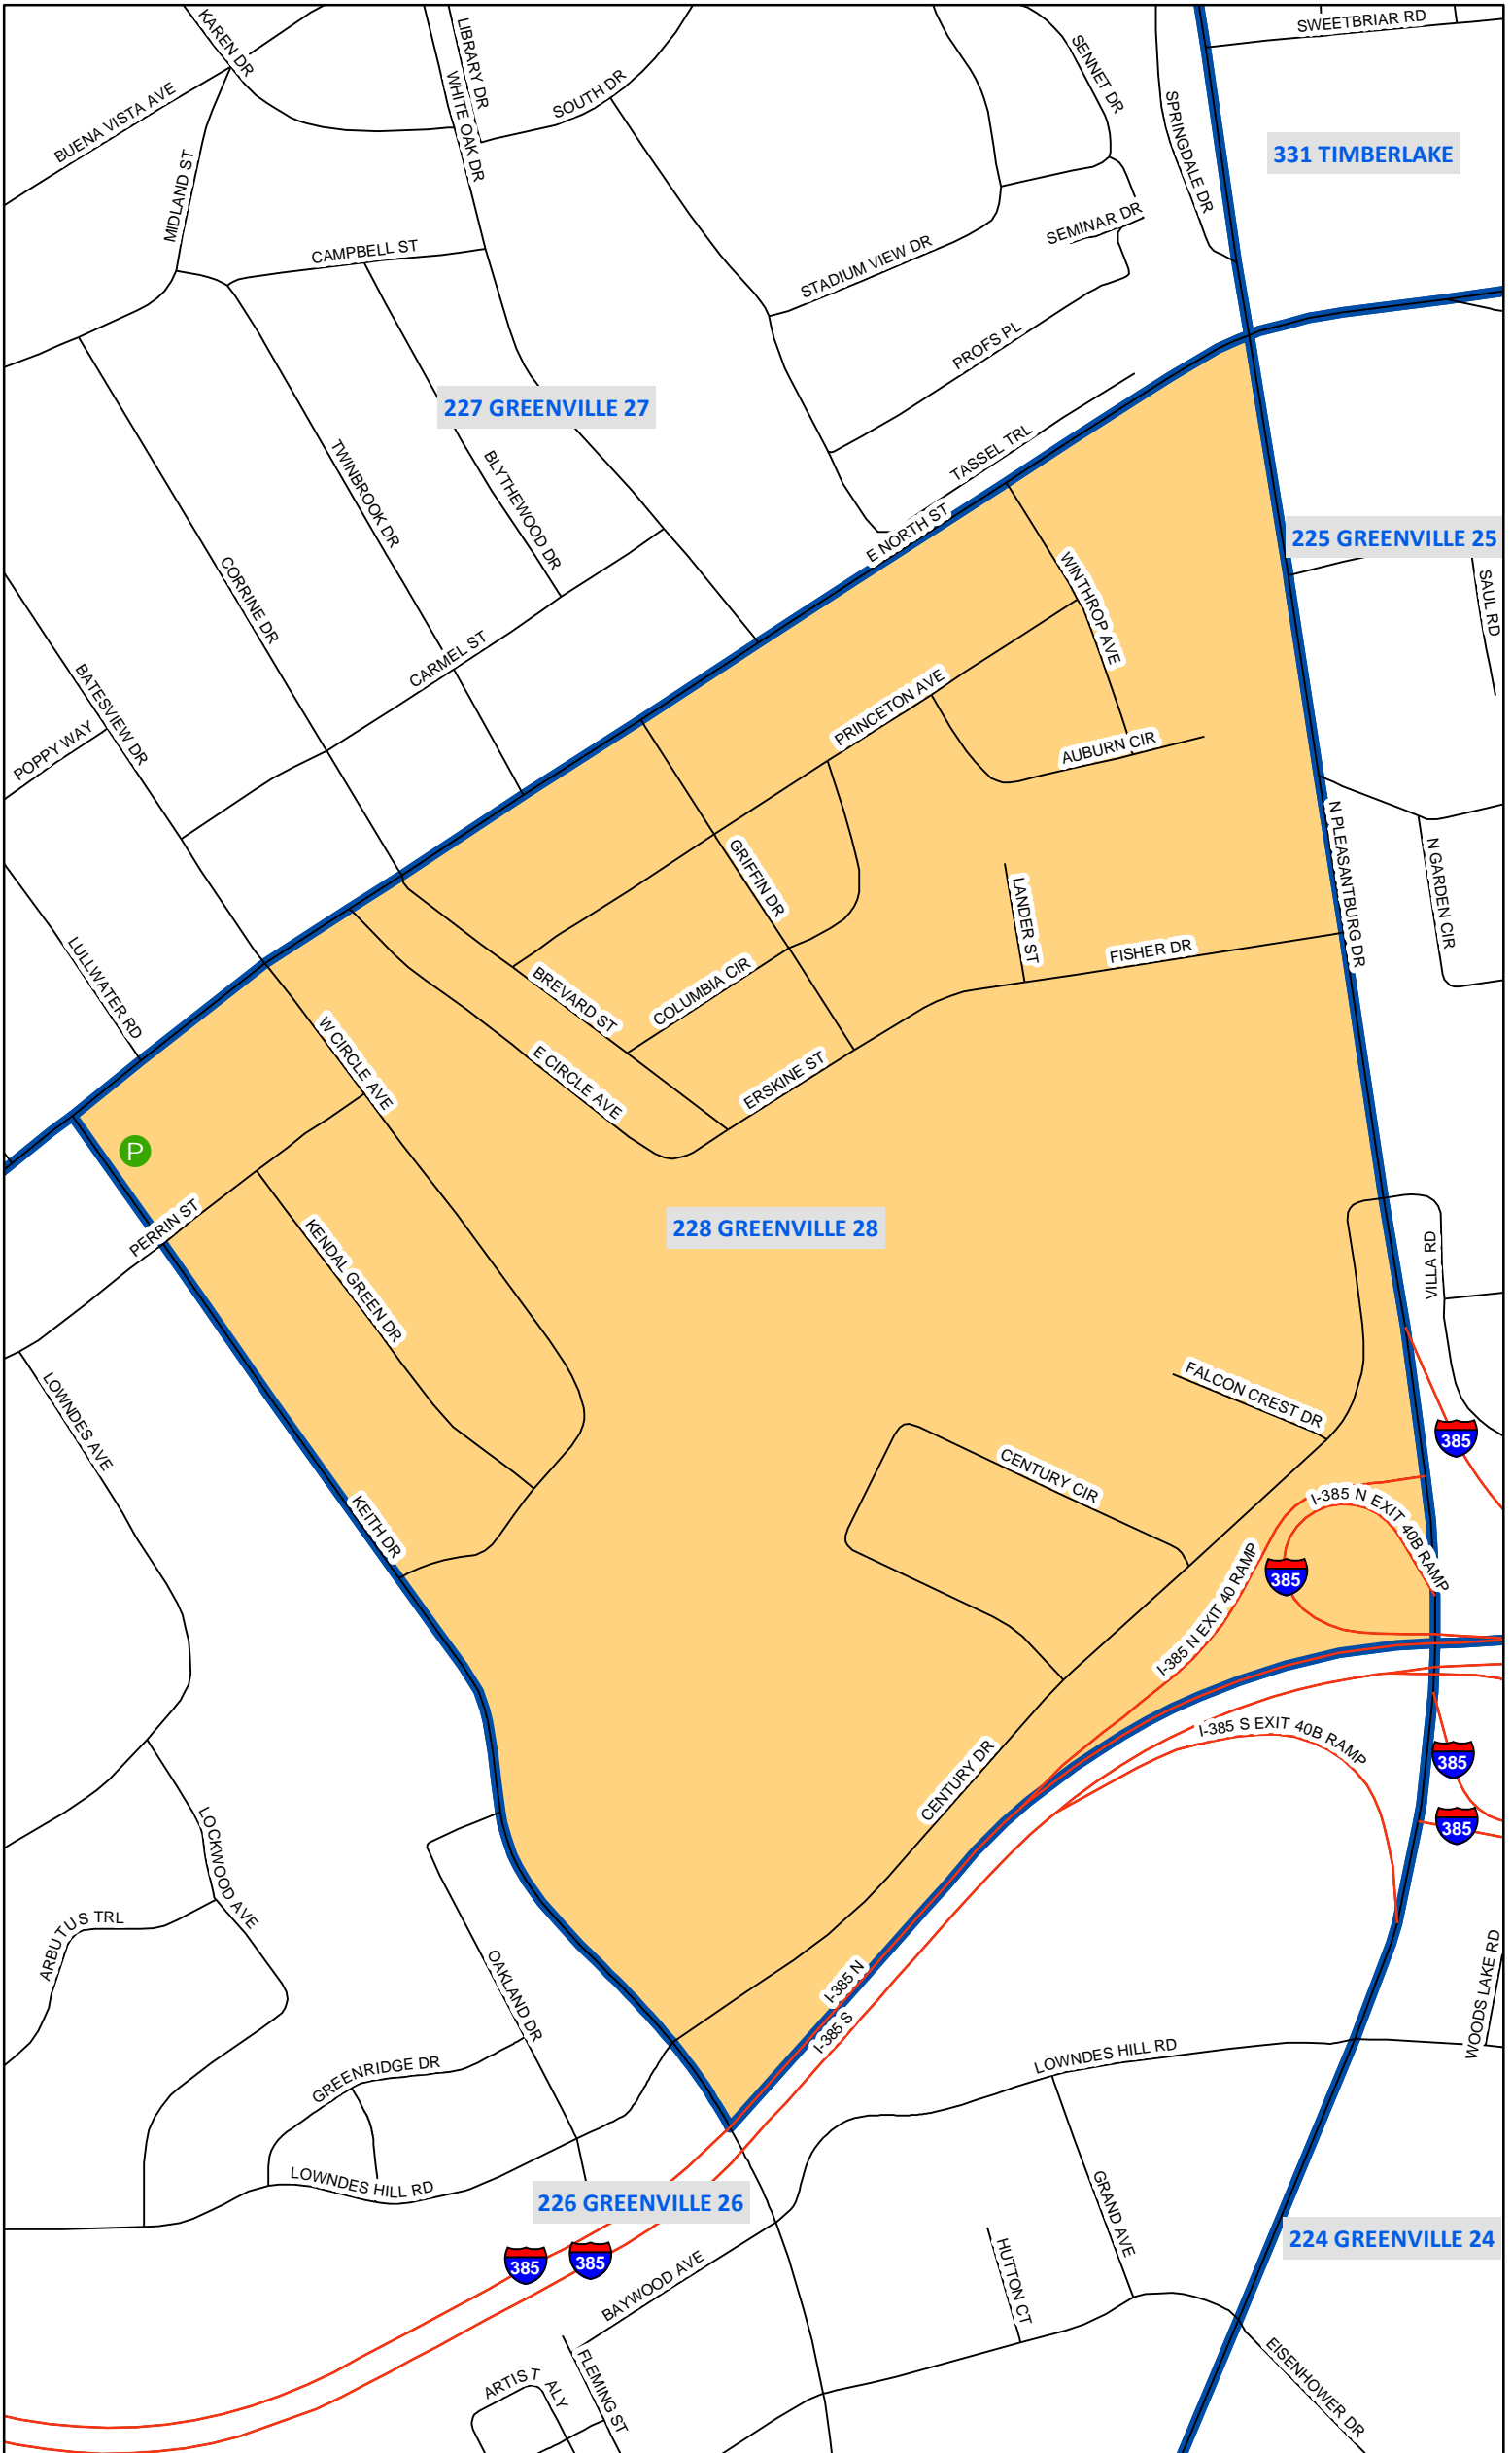 KAREN DR
LIBRARY DR
SWEETBRIAR RD
SENNET DR
BUENA VISTA AVE
WHITE OAK DR
SOUTH DR
SPRINGDALE DR
331 TIMBERLAKE
MIDLAND ST
SEMINAR DR
CAMPBELL ST
STADIUM VIEW DR
PROFS PL
227 GREENVILLE 27
TASSEL TRL
TWINBROOK DR
BLYTHEWOOD DR
E NORTH ST
225 GREENVILLE 25
CORRINE DR
WINTHROP AVE
SAUL RD
CARMEL ST
BATESVIEW DR
PRINCETON AVE
POPPY WAY
AUBURN CIR
N PLEASANTBURG DR
GRIFFIN DR
N GARDEN CIR
LANDER ST
LULLWATER RD
BREVARD ST
COLUMBIA CIR
FISHER DR
W CIRCLE AVE
E CIRCLE AVE
ERSKINE ST
P
PERRIN ST
228 GREENVILLE 28
KENDAL GREEN DR
VILLA RD
LOWNDES AVE
FALCON CREST DR
385
CENTURY CIR
KEITH DR
I-385 N EXIT 40B RAMP
385
I-385 N EXIT 40 RAMP
I-385 S EXIT 40B RAMP
385
CENTURY DR
385
LOCKWOOD AVE
ARBUTUS TRL
OAKLAND DR
I-385 N
I-385 S
WOODS LAKE RD
LOWNDES HILL RD
GREENRIDGE DR
LOWNDES HILL RD
226 GREENVILLE 26
GRAND AVE
224 GREENVILLE 24
385
385
HUTTON CT
BAYWOOD AVE
EISENHOWER DR
ARTIST ALY
FLEMING ST